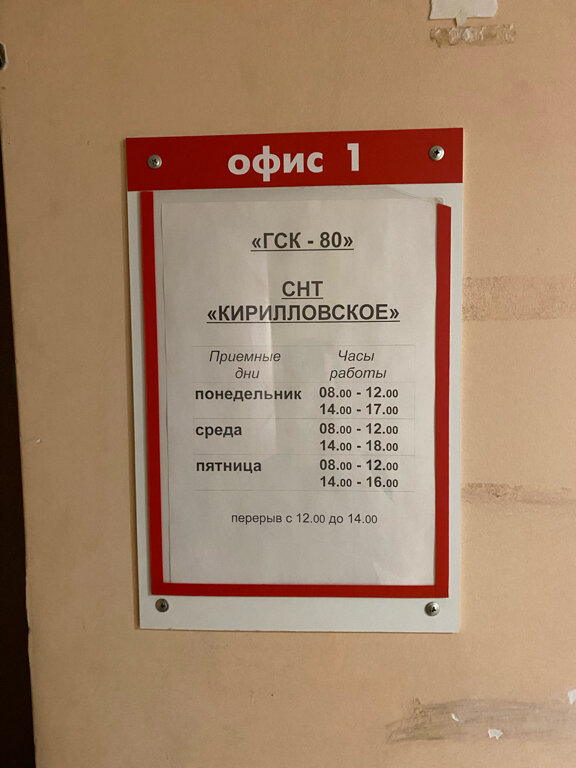 офис 1
«ГСК - 80»
СНТ
«КИРИЛЛОВСКОЕ»
Приемные Часы
дни работы
понедельник 08.00 - 12.00
14.00 - 17.00
среда 08.00 - 12.00
14.00 - 18.00
пятница 08.00 - 12.00
14.00 - 16.00
перерыв с 12.00 до 14.00